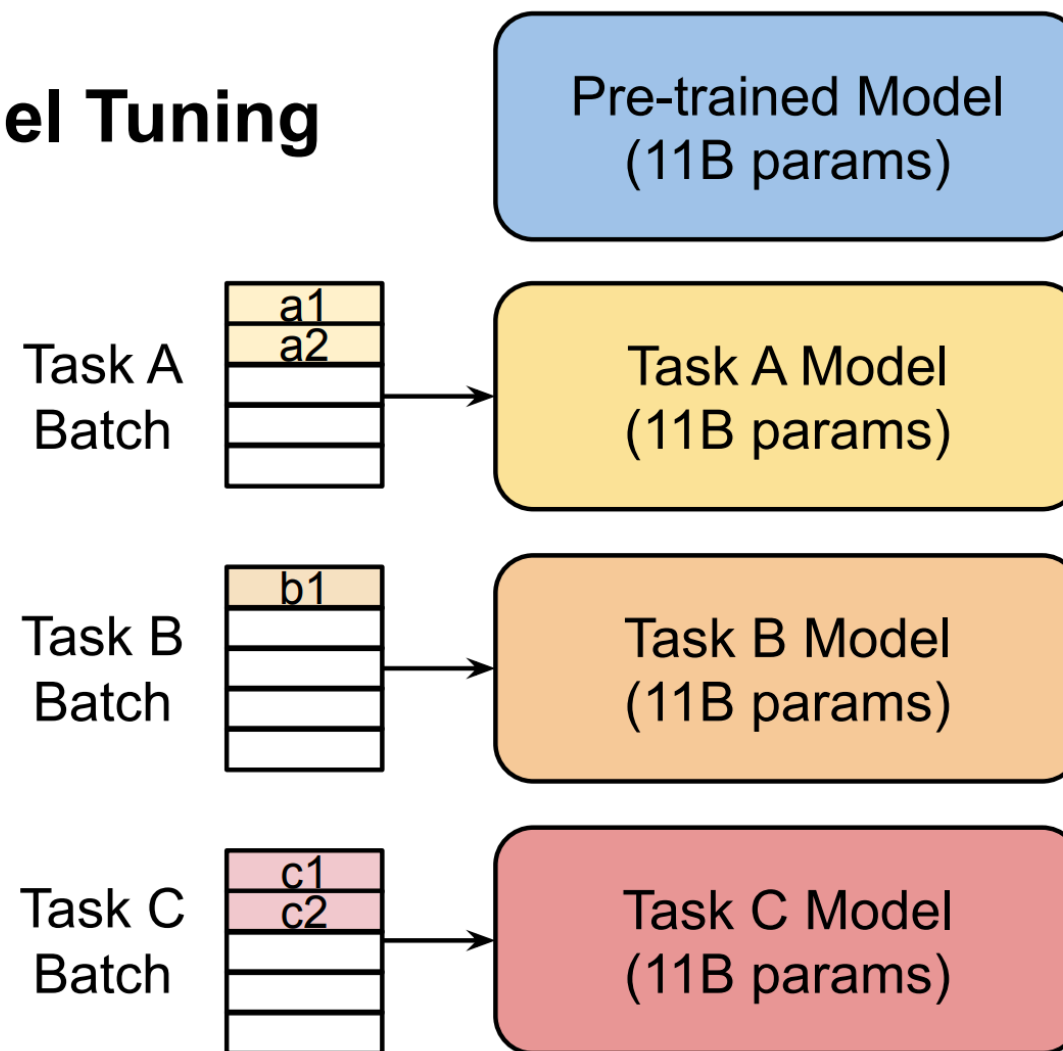 el Tuning
Pre-trained Model
(11B params)
a1
a2
Task A
Batch
Task A Model
(11B params)
b1
Task B
Batch
Task B Model
(11B params)
c1
c2
Task C
Batch
Task C Model
(11B params)